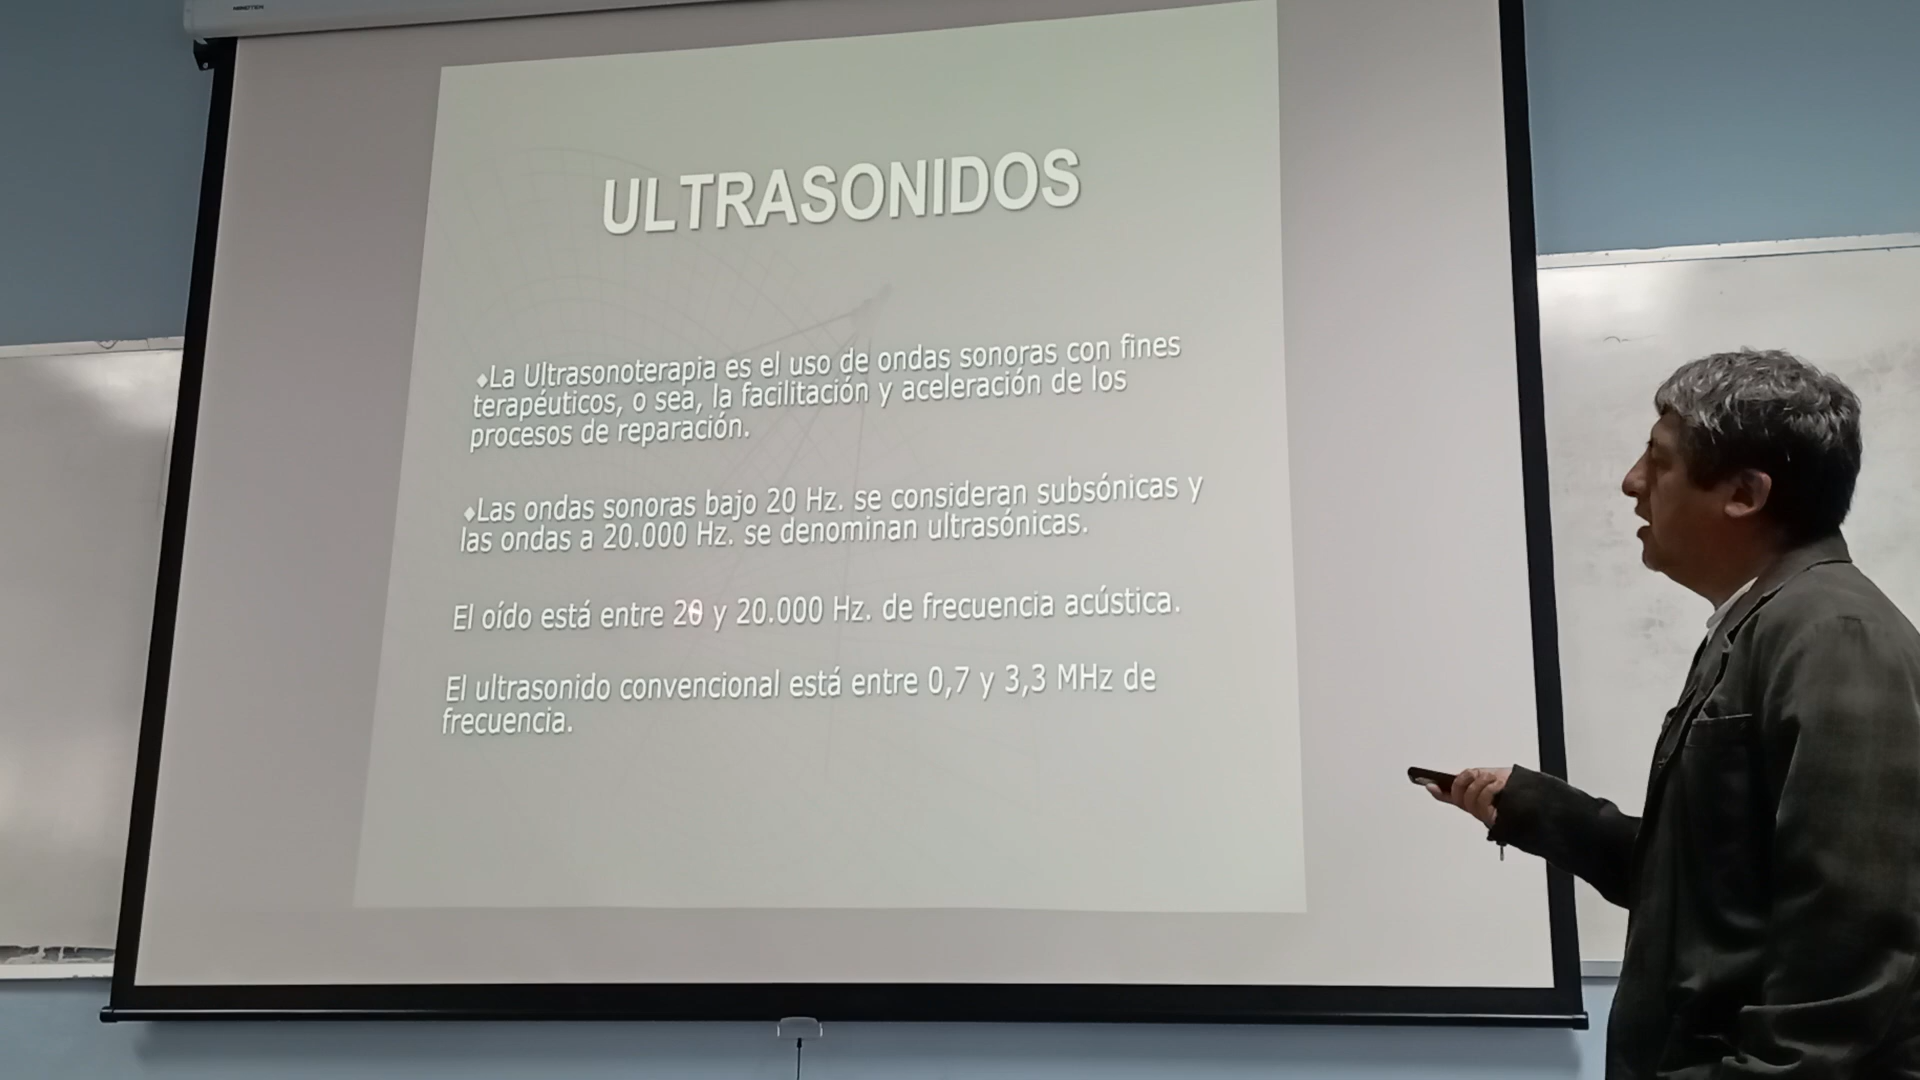 ULTRASONIDOS
♦La Ultrasonoterapia es el uso de ondas sonoras con fines
terapéuticos, o sea, la facilitación y aceleración de los
procesos de reparación.
♦Las ondas sonoras bajo 20 Hz. se consideran subsónicas y
las ondas a 20.000 Hz. se denominan ultrasónicas.
El oído está entre 20 y 20.000 Hz. de frecuencia acústica.
El ultrasonido convencional está entre 0,7 y 3,3 MHz de
frecuencia.